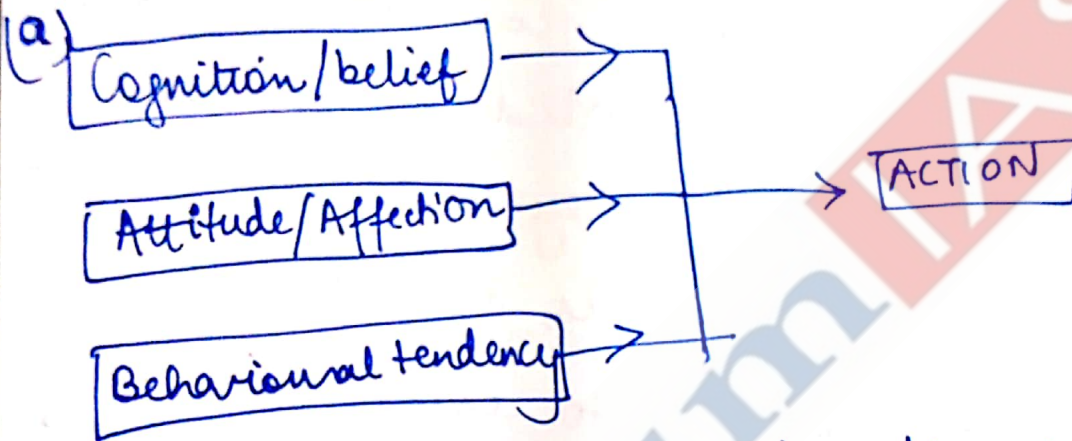 (a)
Cognition/belief
Attitude/Affection
ACTION
Behavioural tendency